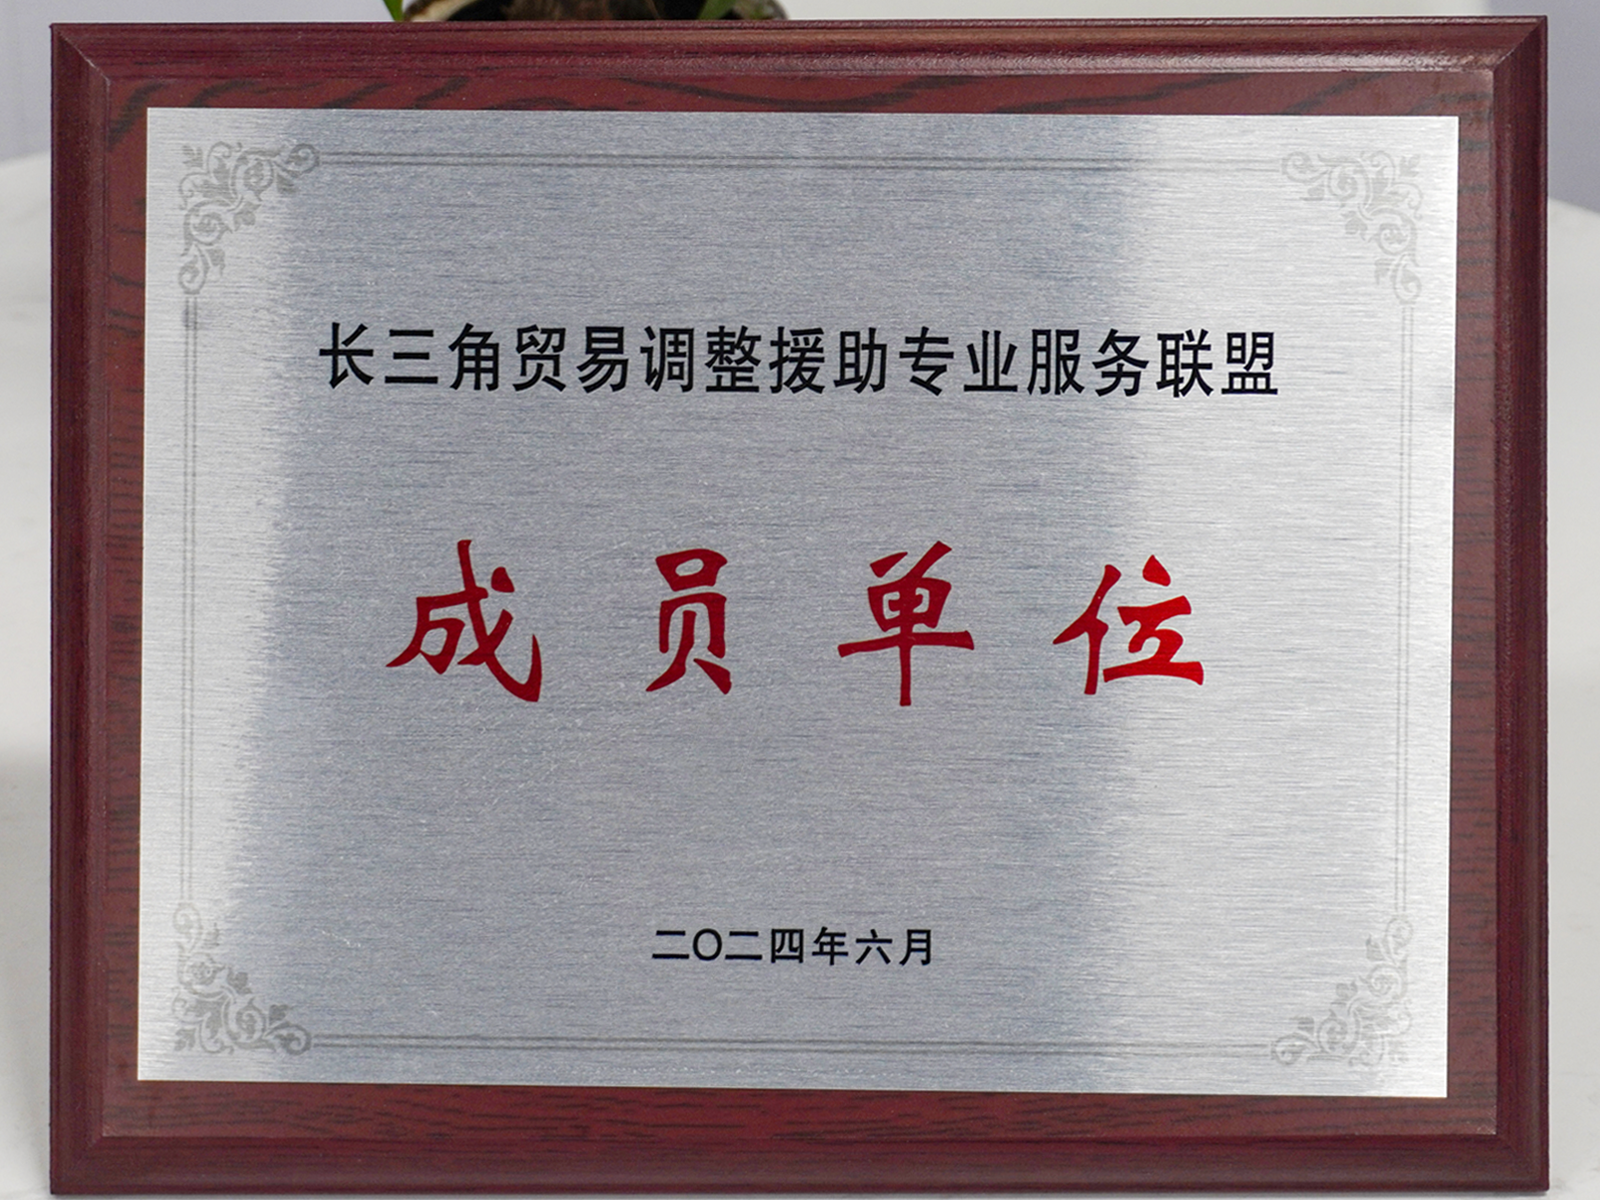 长三角贸易调整援助专业服务联盟
成员单位
二〇二四年六月